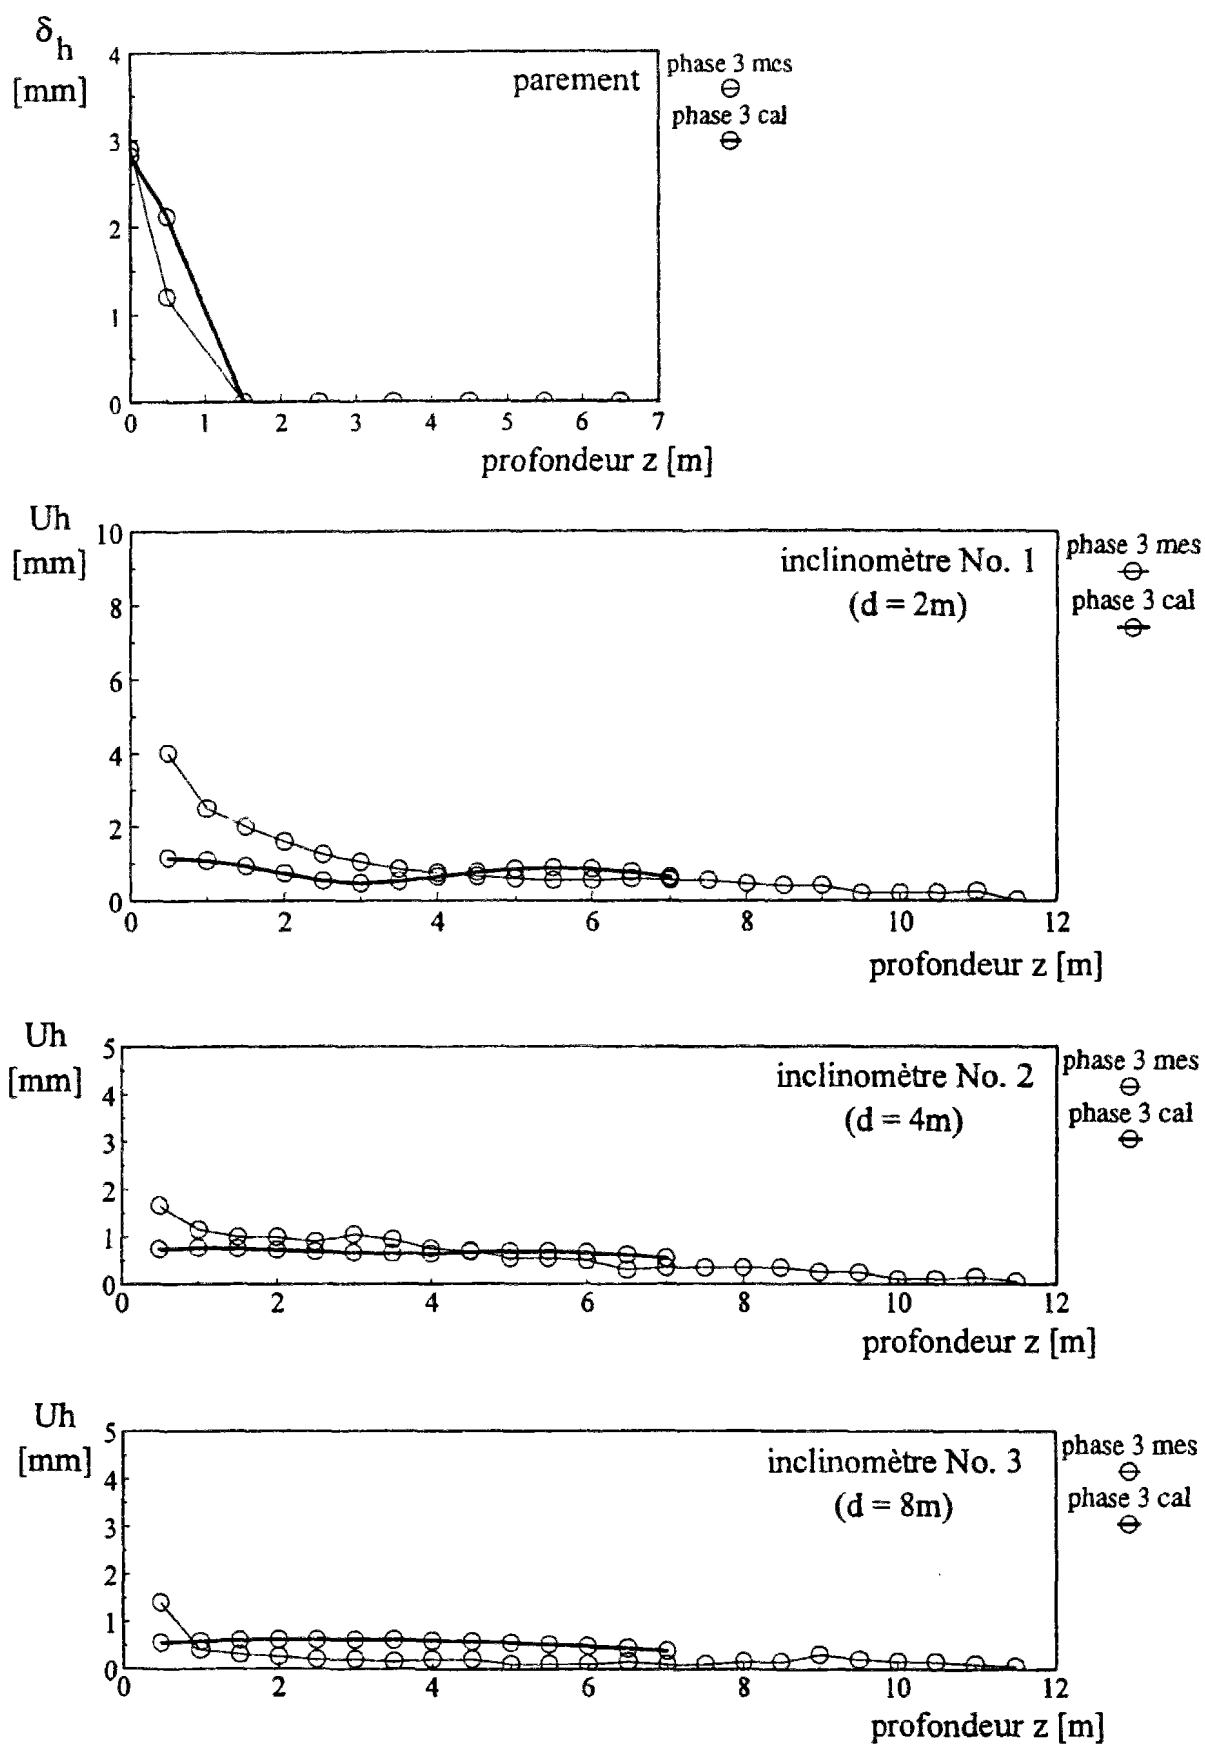 δh
[mm]
4
3
2
1
0
parement
phase 3 mes
phase 3 cal
0 1 2 3 4 5 6 7
profondeur z [m]
Uh
[mm]
10
8
6
4
2
0
inclinomètre No. 1
(d = 2m)
phase 3 mes
phase 3 cal
0 2 4 6 8 10 12
profondeur z [m]
Uh
[mm]
5
4
3
2
1
0
inclinomètre No. 2
(d = 4m)
phase 3 mes
phase 3 cal
0 2 4 6 8 10 12
profondeur z [m]
Uh
[mm]
5
4
3
2
1
0
inclinomètre No. 3
(d = 8m)
phase 3 mes
phase 3 cal
0 2 4 6 8 10 12
profondeur z [m]